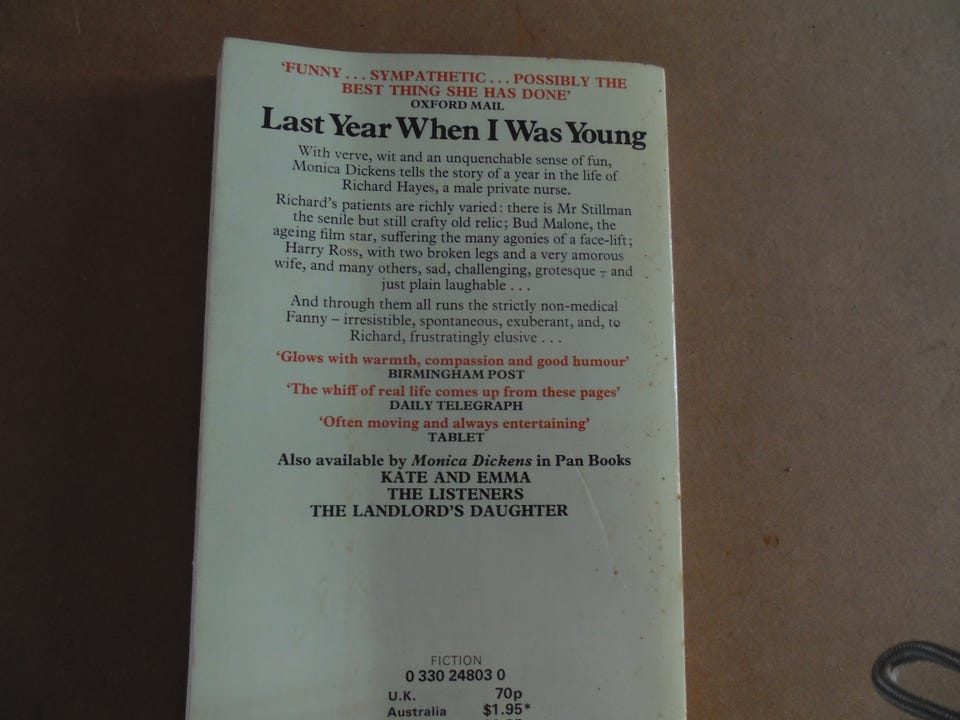 ‘FUNNY . . . SYMPATHETIC . . . POSSIBLY THE
BEST THING SHE HAS DONE’
OXFORD MAIL
Last Year When I Was Young
With verve, wit and an unquenchable sense of fun,
Monica Dickens tells the story of a year in the life of
Richard Hayes, a male private nurse.
Richard’s patients are richly varied: there is Mr Stillman
the senile but still crafty old relic; Bud Malone, the
ageing film star, suffering the many agonies of a face-lift;
Harry Ross, with two broken legs and a very amorous
wife, and many others, sad, challenging, grotesque – and
just plain laughable . . .
And through them all runs the strictly non-medical
Fanny – irresistible, spontaneous, exuberant, and, to
Richard, frustratingly elusive . . .
‘Glows with warmth, compassion and good humour’
BIRMINGHAM POST
‘The whiff of real life comes up from these pages’
DAILY TELEGRAPH
‘Often moving and always entertaining’
TABLET
Also available by Monica Dickens in Pan Books
KATE AND EMMA
THE LISTENERS
THE LANDLORD’S DAUGHTER
FICTION
0 330 24803 0
U.K. 70p
Australia $1.95*